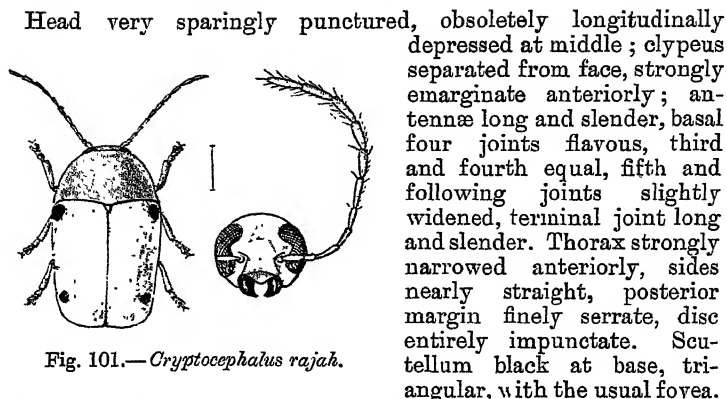 Head very sparingly punctured, obsoletely longitudinally
depressed at middle ; clypeus
separated from face, strongly
emarginate anteriorly ; an-
tennæ long and slender, basal
four joints flavous, third
and fourth equal, fifth and
following joints slightly
widened, terminal joint long
and slender. Thorax strongly
narrowed anteriorly, sides
nearly straight, posterior
margin finely serrate, disc
entirely impunctate. Scu-
tellum black at base, tri-
angular, with the usual fovea.
Fig. 101.—Cryptocephalus rajah.